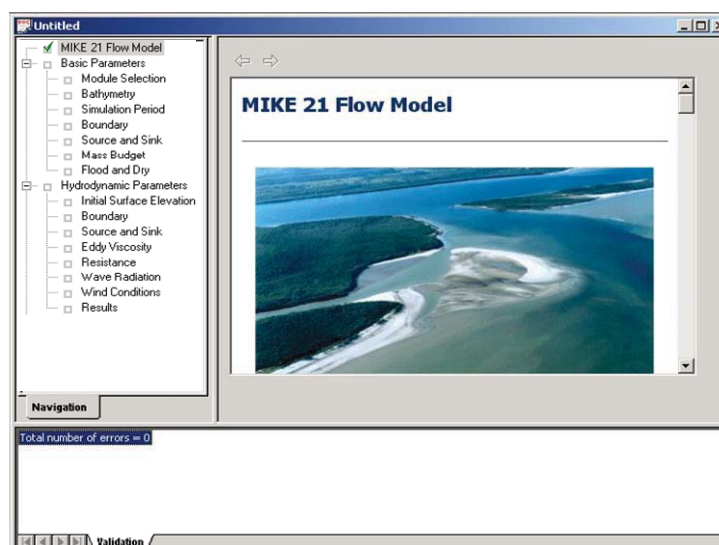 Untitled
MIKE 21 Flow Model
Basic Parameters
Module Selection
Bathymetry
Simulation Period
Boundary
Source and Sink
Mass Budget
Flood and Dry
Hydrodynamic Parameters
Initial Surface Elevation
Boundary
Source and Sink
Eddy Viscosity
Resistance
Wave Radiation
Wind Conditions
Results
Navigation
MIKE 21 Flow Model
Total number of errors = 0
Validation